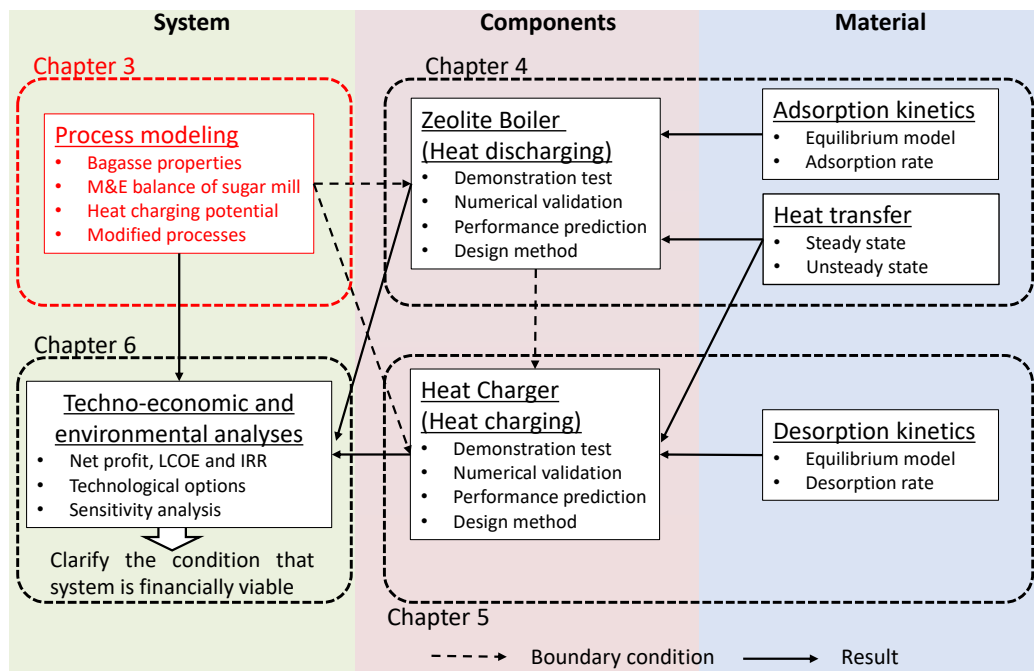 System
Components
Material
Chapter 3
Process modeling
• Bagasse properties
• M&E balance of sugar mill
• Heat charging potential
• Modified processes
Chapter 4
Zeolite Boiler
(Heat discharging)
• Demonstration test
• Numerical validation
• Performance prediction
• Design method
Adsorption kinetics
• Equilibrium model
• Adsorption rate
Heat transfer
• Steady state
• Unsteady state
Chapter 6
Techno-economic and
environmental analyses
• Net profit, LCOE and IRR
• Technological options
• Sensitivity analysis
Clarify the condition that
system is financially viable
Heat Charger
(Heat charging)
• Demonstration test
• Numerical validation
• Performance prediction
• Design method
Desorption kinetics
• Equilibrium model
• Desorption rate
Chapter 5
Boundary condition
Result